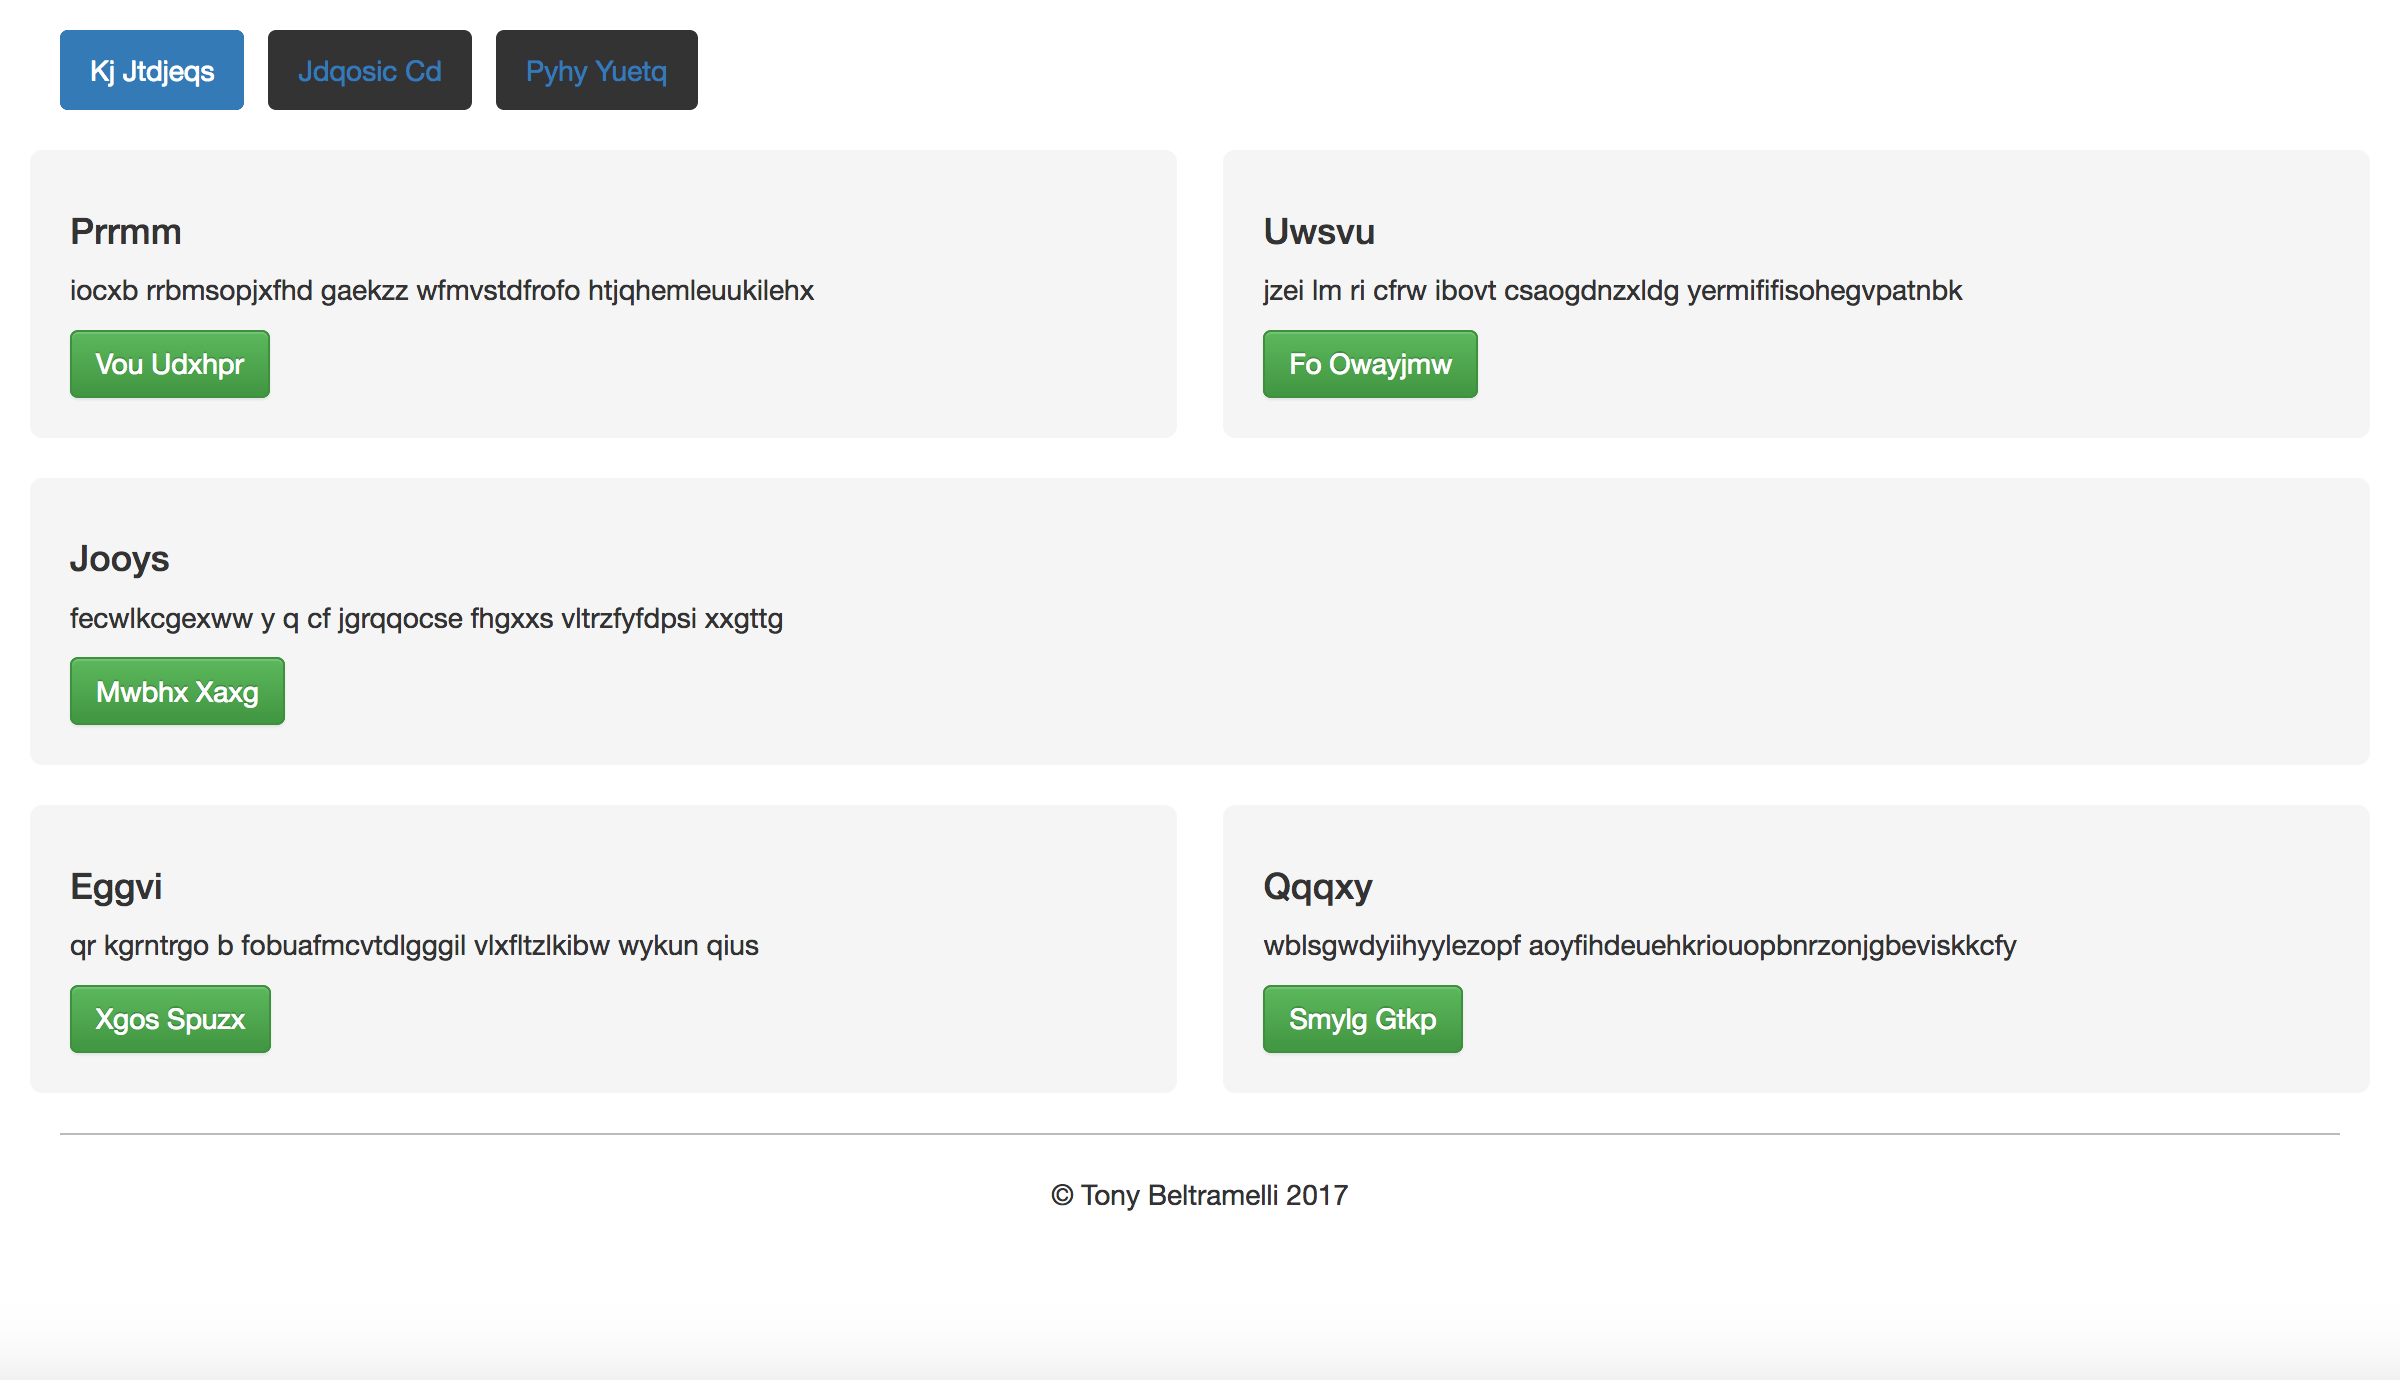 Kj Jtdjeqs Jdqosic Cd Pyhy Yuetq
Prrmm
iocxb rrbmsopjxfhd gaekzz wfmvstdfrofo htjqhemleuukilehx
Vou Udxhpr
Uwsvu
jzei lm ri cfrw ibovt csaogdnzxldg yermififisohegvpatnbk
Fo Owayjmw
Jooys
fecwlkcgexww y q cf jgrqqocse fhgxxs vltrzfyfdpsi xxgttg
Mwbhx Xaxg
Eggvi
qr kgrntrgo b fobuafmcvtdlgggil vlxfltzlkibw wykun qius
Xgos Spuzx
Qqqxy
wblsgwdyiihyylezopf aoyfihdeuehkriouopbnrzonjgbeviskkcfy
Smylg Gtkp
© Tony Beltramelli 2017